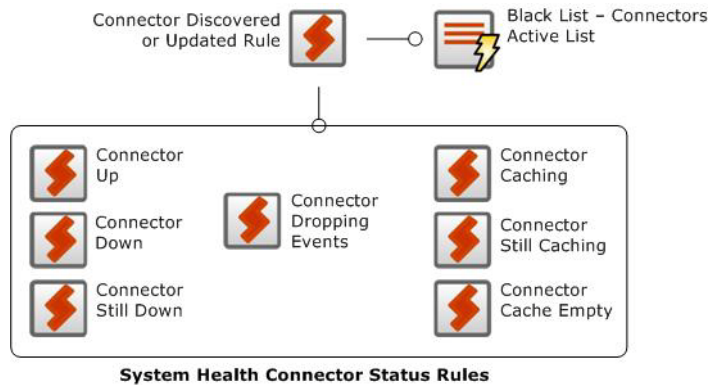 Connector Discovered
or Updated Rule
Black List – Connectors
Active List
Connector
Up
Connector
Down
Connector
Still Down
Connector
Dropping
Events
Connector
Caching
Connector
Still Caching
Connector
Cache Empty
System Health Connector Status Rules